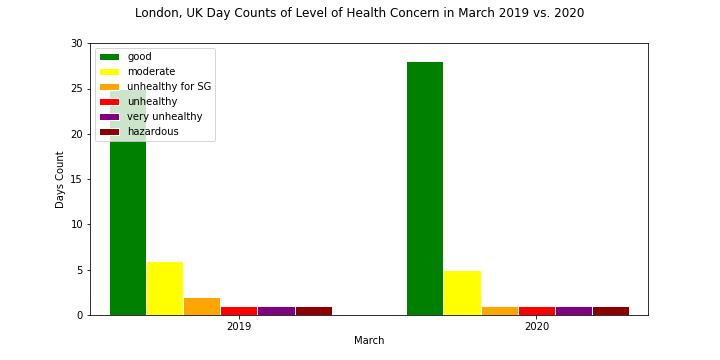 London, UK Day Counts of Level of Health Concern in March 2019 vs. 2020
30
25
20
15
10
5
0
Days Count
good
moderate
unhealthy for SG
unhealthy
very unhealthy
hazardous
2019
2020
March